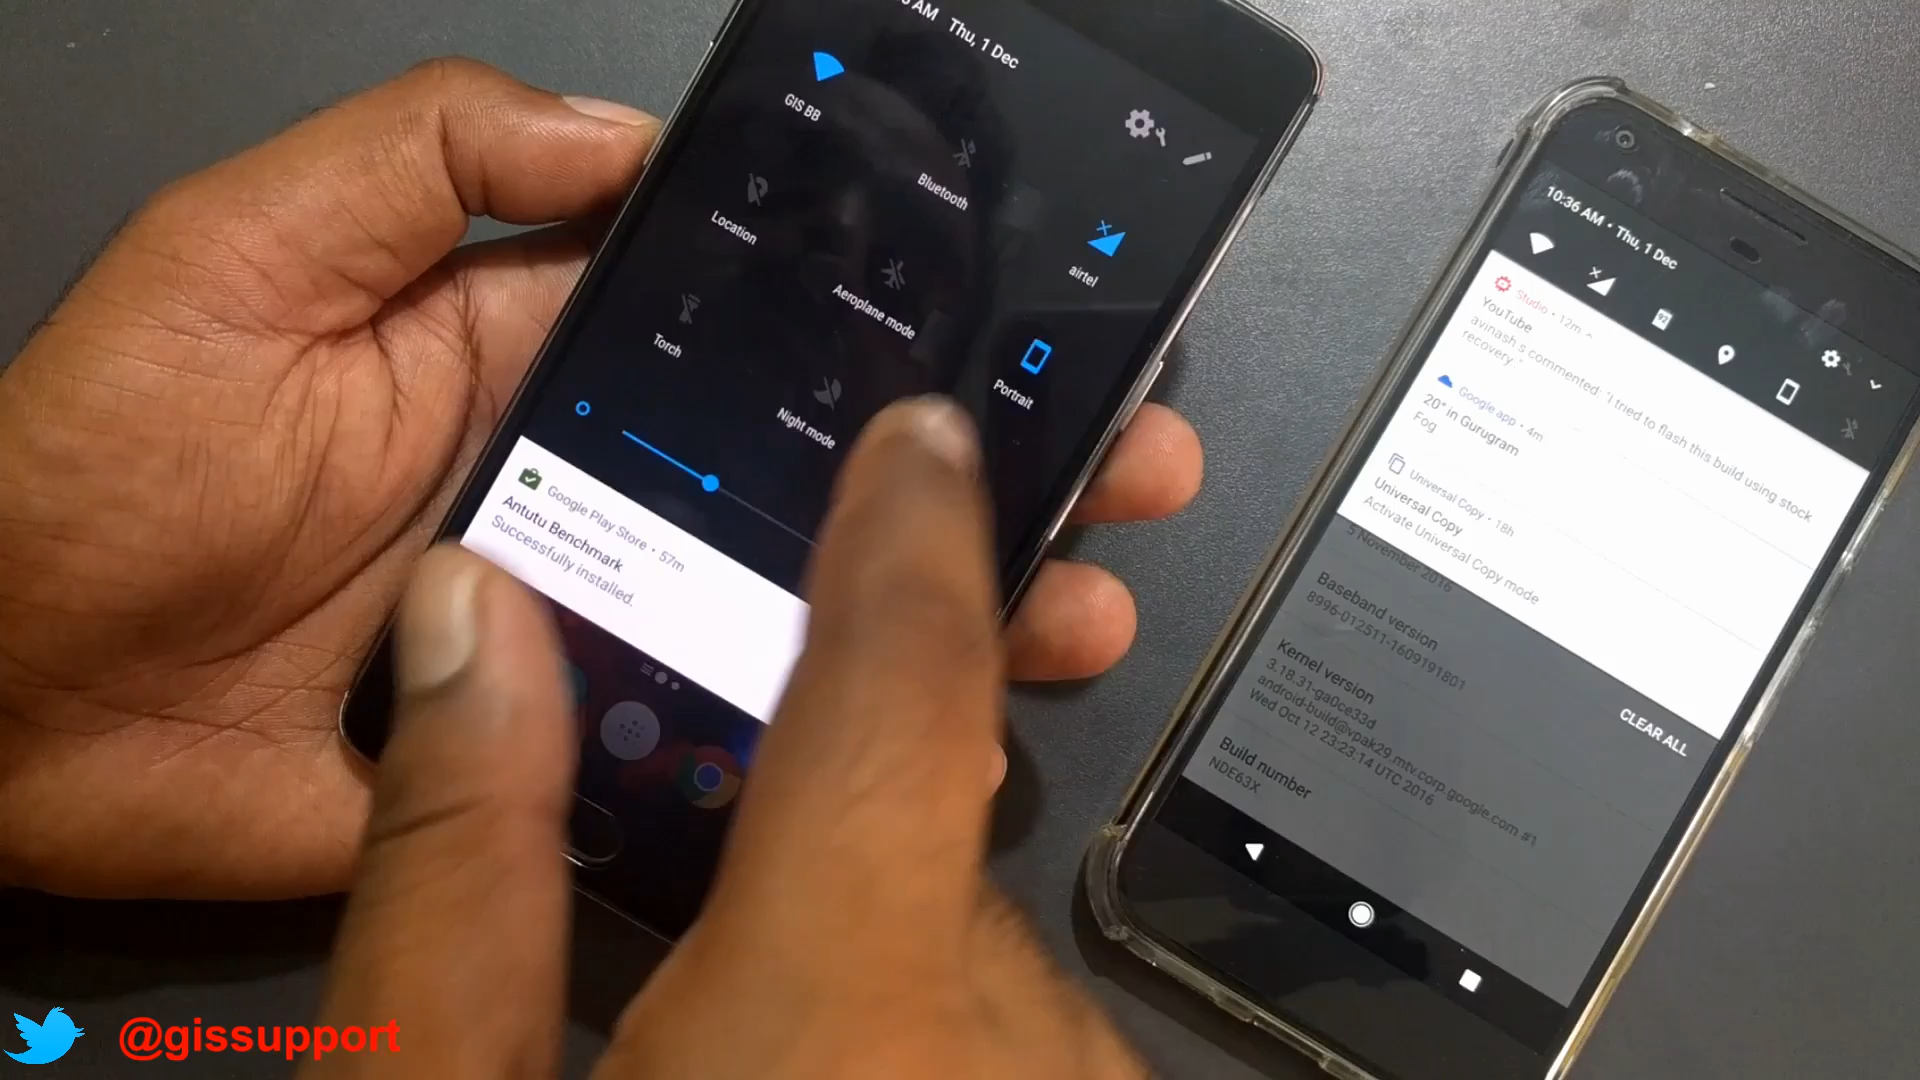 AM Thu, 1 Dec
GIS BB
Bluetooth
airtel
Location
Aeroplane mode
Portrait
Torch
Night mode
Google Play Store • 57m
Antutu Benchmark
Successfully installed.
10:36 AM • Thu, 1 Dec
92
Studio • 12m
YouTube
avinash s commented: "I tried to flash this build using stock
recovery."
Google app • 4m
20° in Gurugram
Fog
Universal Copy • 18h
Universal Copy
Activate Universal Copy mode
5 November 2016
Baseband version
8996-012511-1609191801
Kernel version
3.18.31-ga0ce33d
android-build@vpak29.mtv.corp.google.com #1
Wed Oct 12 23:23:14 UTC 2016
CLEAR ALL
Build number
NDE63X
@gissupport